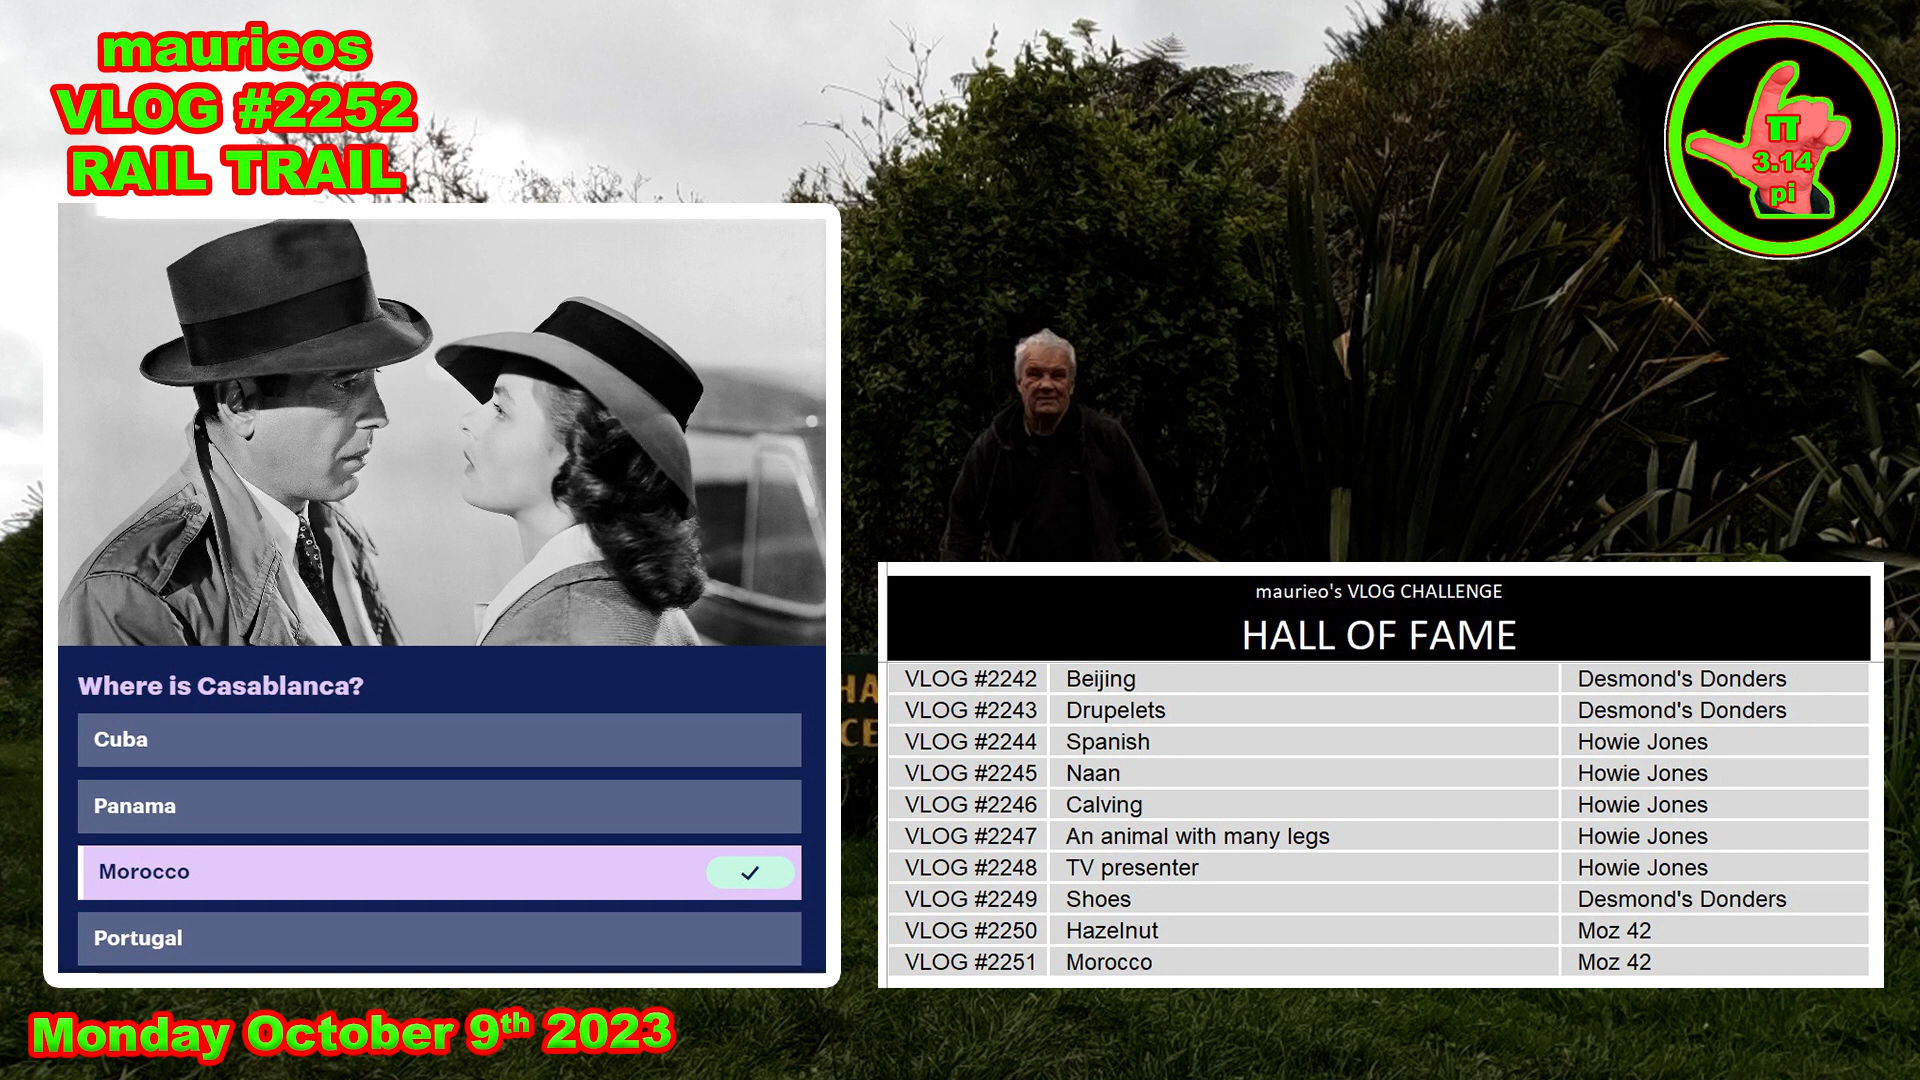 maurieos
VLOG #2252
RAIL TRAIL
π
3.14
pi
Where is Casablanca?
Cuba
Panama
Morocco
Portugal
maurieo's VLOG CHALLENGE
HALL OF FAME
VLOG #2242 Beijing Desmond's Donders
VLOG #2243 Drupelets Desmond's Donders
VLOG #2244 Spanish Howie Jones
VLOG #2245 Naan Howie Jones
VLOG #2246 Calving Howie Jones
VLOG #2247 An animal with many legs Howie Jones
VLOG #2248 TV presenter Howie Jones
VLOG #2249 Shoes Desmond's Donders
VLOG #2250 Hazelnut Moz 42
VLOG #2251 Morocco Moz 42
HA
CE
Monday October 9th 2023